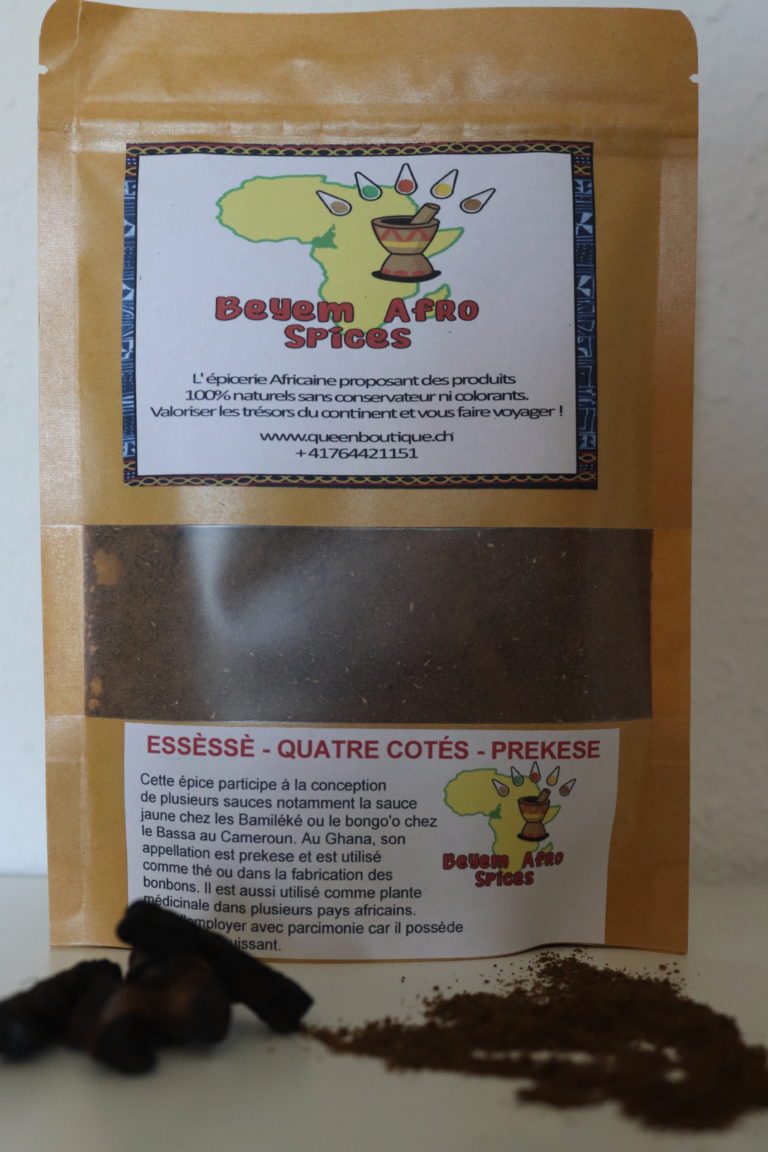 Beyem Afro
Spices
L'épicerie Africaine proposant des produits
100% naturels sans conservateur ni colorants.
Valoriser les trésors du continent et vous faire voyager !
www.queenboutique.ch
+41764421151
ESSÈSSÈ - QUATRE COTÉS - PREKESE
Cette épice participe à la conception
de plusieurs sauces notamment la sauce
jaune chez les Bamiléké ou le bongo'o chez
le Bassa au Cameroun. Au Ghana, son
appellation est prekese et est utilisé
comme thé ou dans la fabrication des
bonbons. Il est aussi utilisé comme plante
médicinale dans plusieurs pays africains.
employer avec parcimonie car il possède
Beyem Afro
Spices